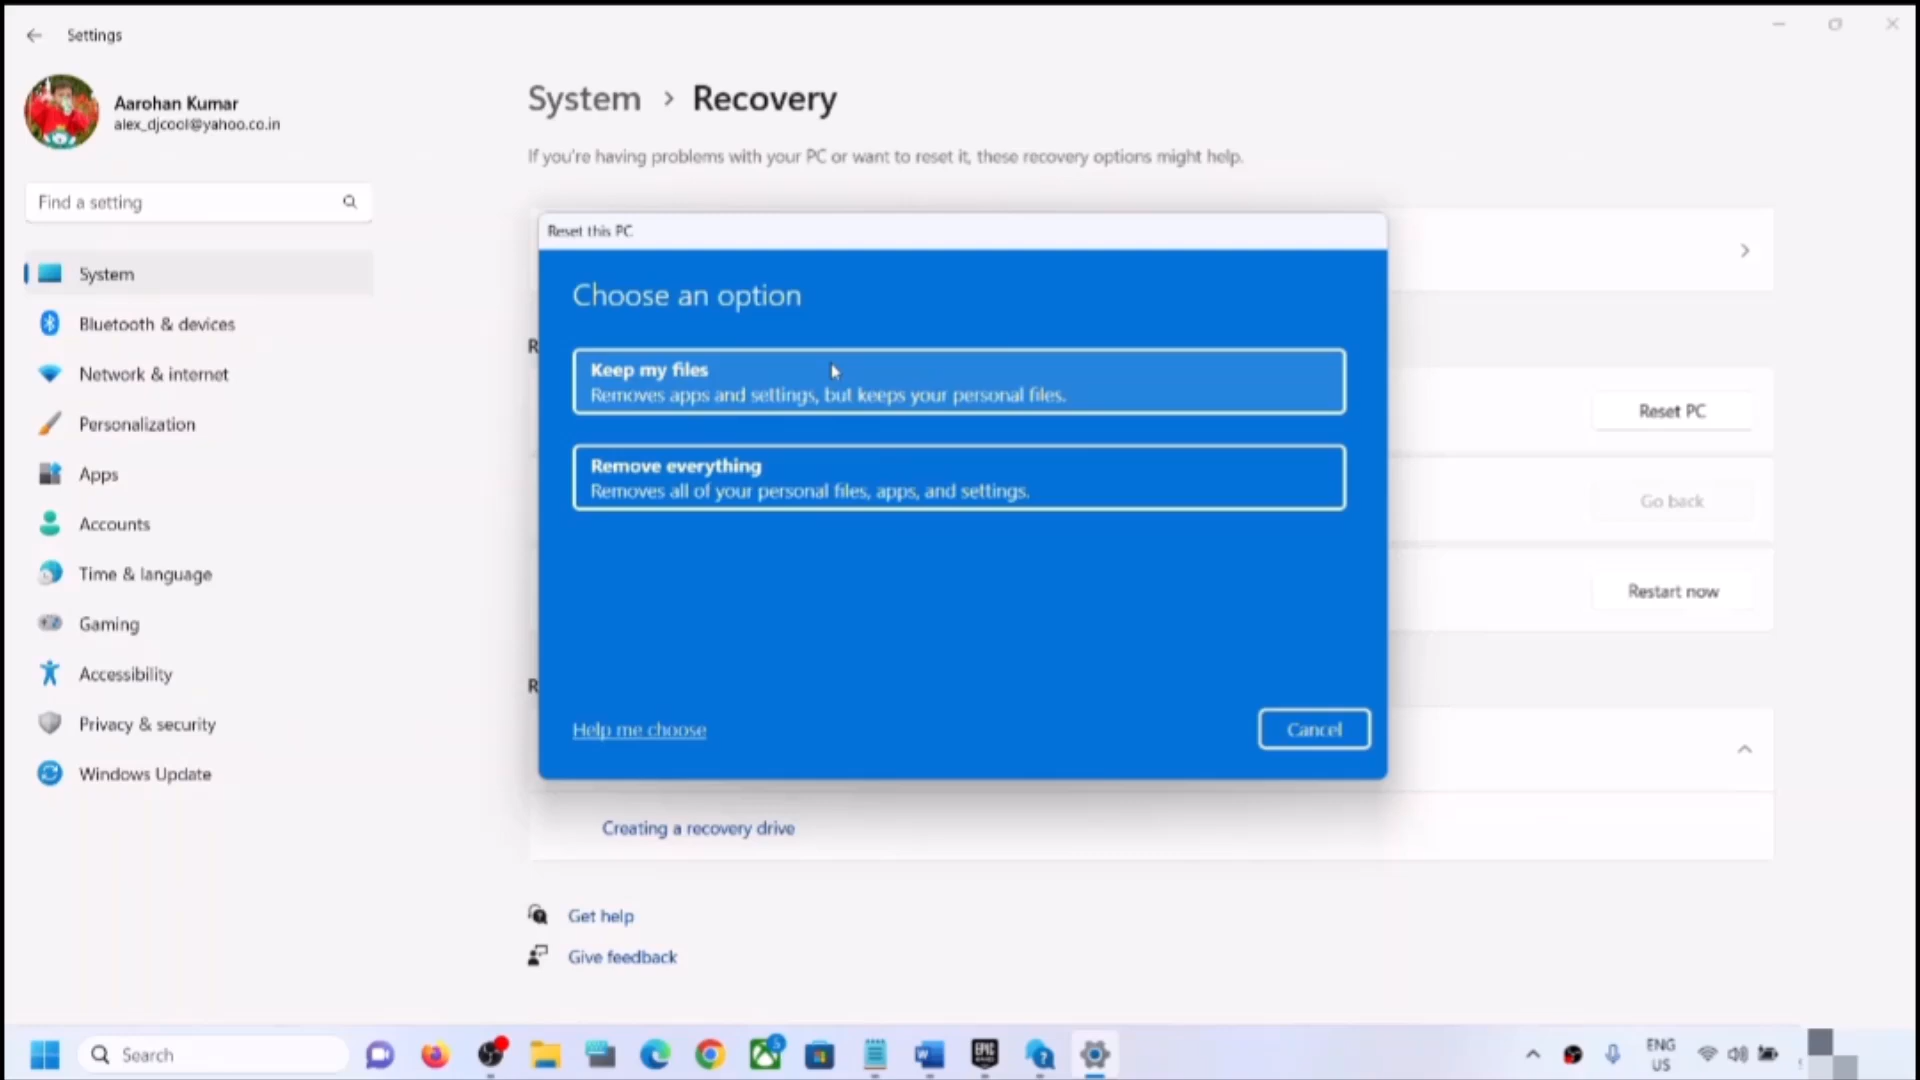 Settings
Aarohan Kumar
alex_djcool@yahoo.co.in
Find a setting
System
Bluetooth & devices
Network & internet
Personalization
Apps
Accounts
Time & language
Gaming
Accessibility
Privacy & security
Windows Update
System > Recovery
If you're having problems with your PC or want to reset it, these recovery options might help.
R
Reset PC
Go back
Restart now
R
Reset this PC
Choose an option
Keep my files
Removes apps and settings, but keeps your personal files.
Remove everything
Removes all of your personal files, apps, and settings.
Help me choose
Cancel
Creating a recovery drive
Get help
Give feedback
Search
5
W
EPIC
ENG
US